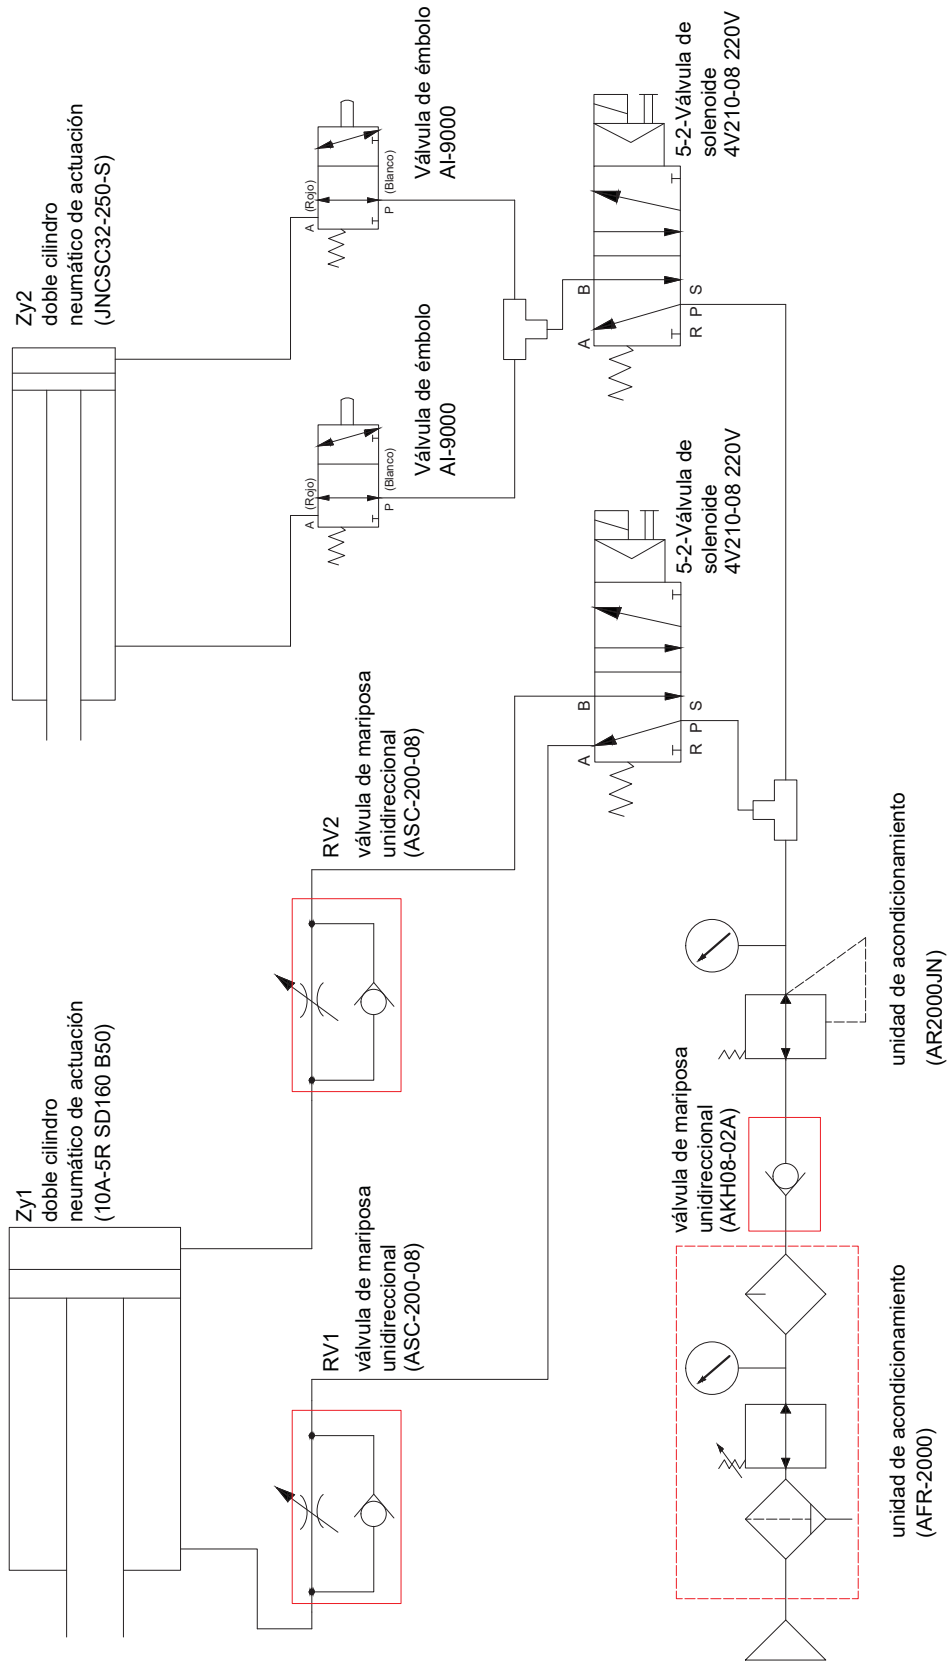 Zy1
doble cilindro
neumático de actuación
(10A-5R SD160 B50)
Zy2
doble cilindro
neumático de actuación
(JNCSC32-250-S)
RV1
válvula de mariposa
unidireccional
(ASC-200-08)
RV2
válvula de mariposa
unidireccional
(ASC-200-08)
A (Rojo)
P (Blanco)
Válvula de émbolo
AI-9000
A (Rojo)
P (Blanco)
Válvula de émbolo
AI-9000
A B
R P S
5-2-Válvula de
solenoide
4V210-08 220V
A B
R P S
5-2-Válvula de
solenoide
4V210-08 220V
válvula de mariposa
unidireccional
(AKH08-02A)
unidad de acondicionamiento
(AFR-2000)
unidad de acondicionamiento
(AR2000JN)